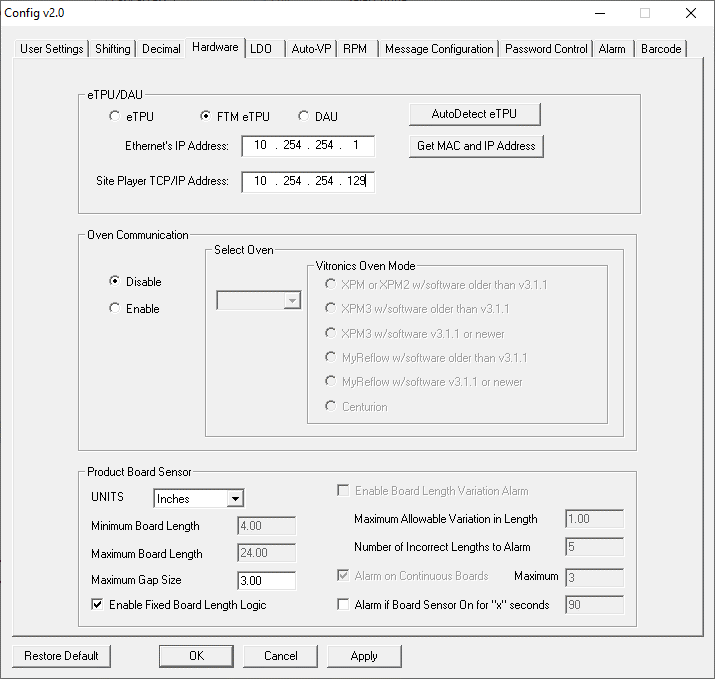 Config v2.0
User Settings Shifting Decimal Hardware LDO Auto-VP RPM Message Configuration Password Control Alarm Barcode
eTPU/DAU
eTPU FTM eTPU DAU AutoDetect eTPU
Ethernet's IP Address: 10 . 254 . 254 . 1 Get MAC and IP Address
Site Player TCP/IP Address: 10 . 254 . 254 . 129
Oven Communication
Select Oven
Vitronics Oven Mode
Disable
Enable
XPM or XPM2 w/software older than v3.1.1
XPM3 w/software older than v3.1.1
XPM3 w/software v3.1.1 or newer
MyReflow w/software older than v3.1.1
MyReflow w/software v3.1.1 or newer
Centurion
Product Board Sensor
UNITS Inches
Minimum Board Length 4.00
Maximum Board Length 24.00
Maximum Gap Size 3.00
Enable Fixed Board Length Logic
Enable Board Length Variation Alarm
Maximum Allowable Variation in Length 1.00
Number of Incorrect Lengths to Alarm 5
Alarm on Continuous Boards Maximum 3
Alarm if Board Sensor On for "x" seconds 90
Restore Default OK Cancel Apply